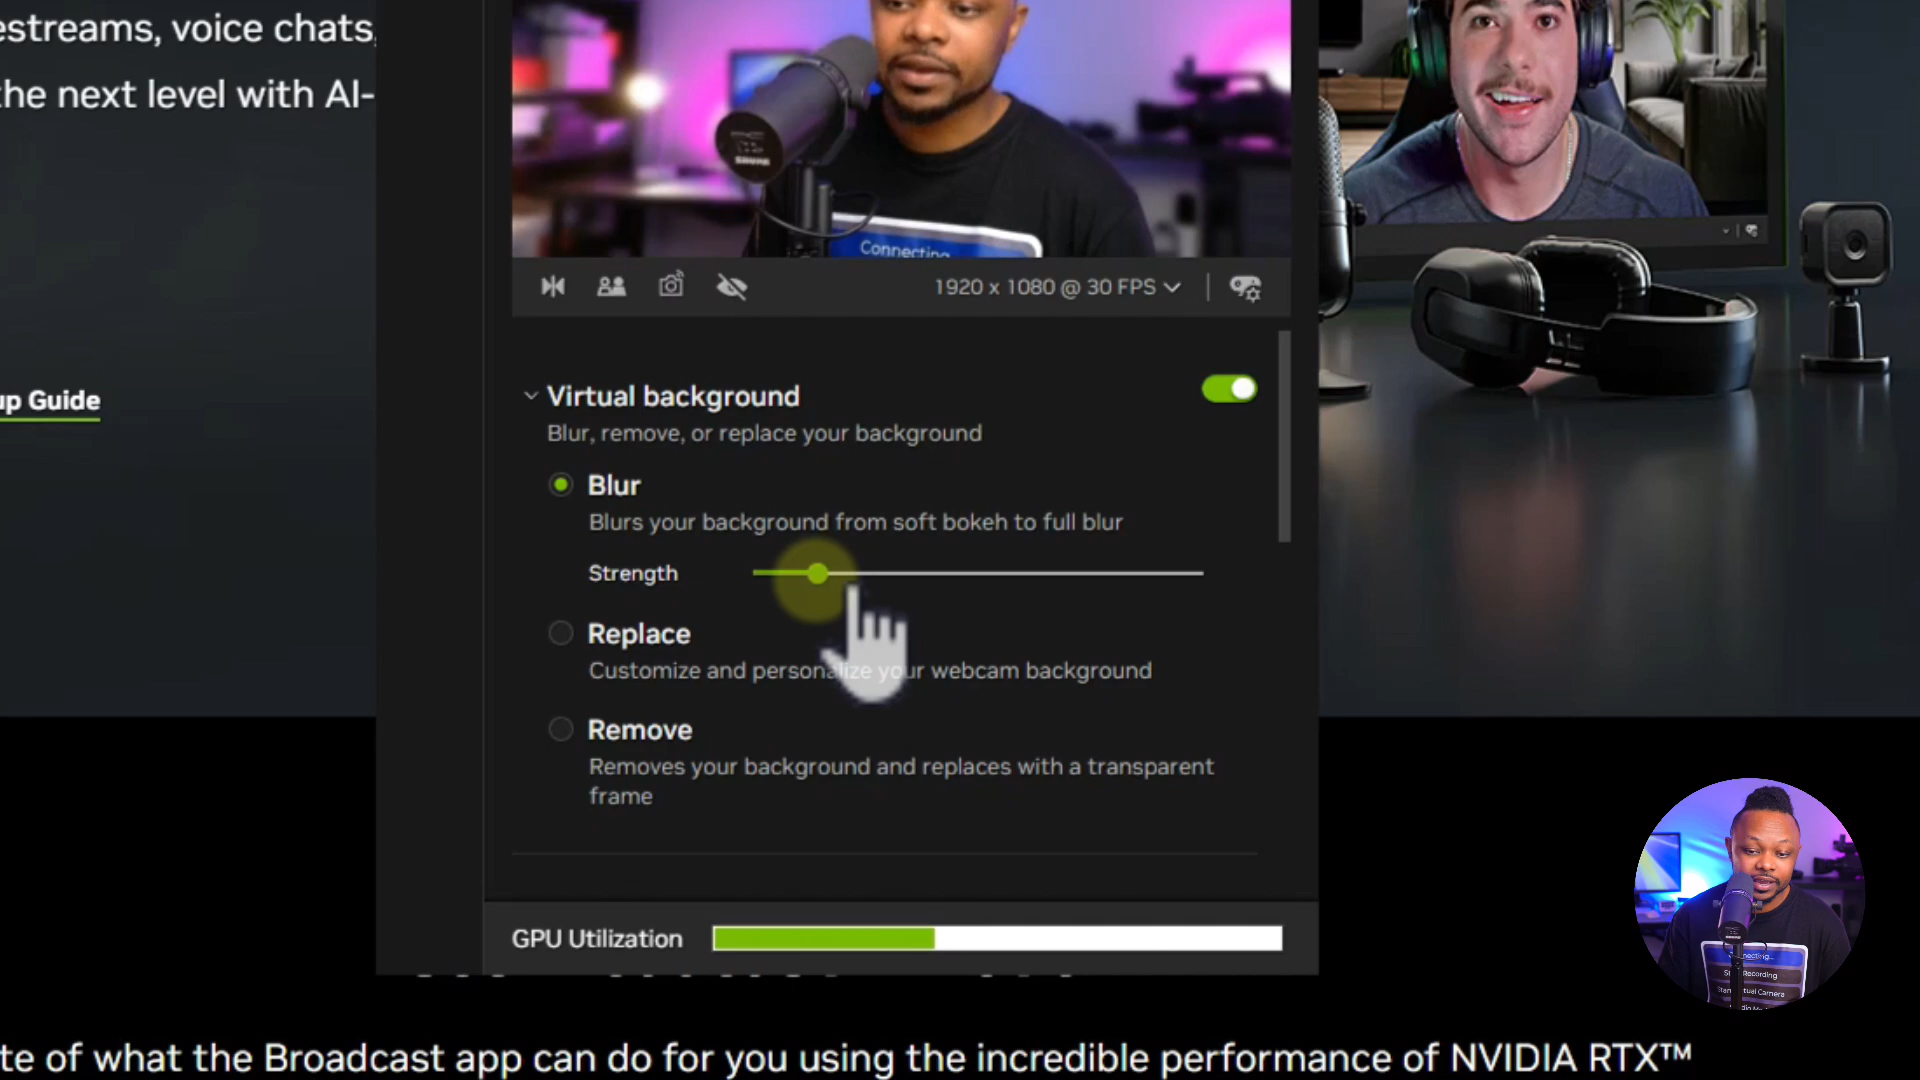 estreams, voice chats,
the next level with AI-
up Guide
SHURE
Connecting
1920 x 1080 @ 30 FPS
Virtual background
Blur, remove, or replace your background
Blur
Blurs your background from soft bokeh to full blur
Strength
Replace
Customize and personalize your webcam background
Remove
Removes your background and replaces with a transparent
frame
GPU Utilization
Connecting...
te of what the Broadcast app can do for you using the incredible performance of NVIDIA RTX™